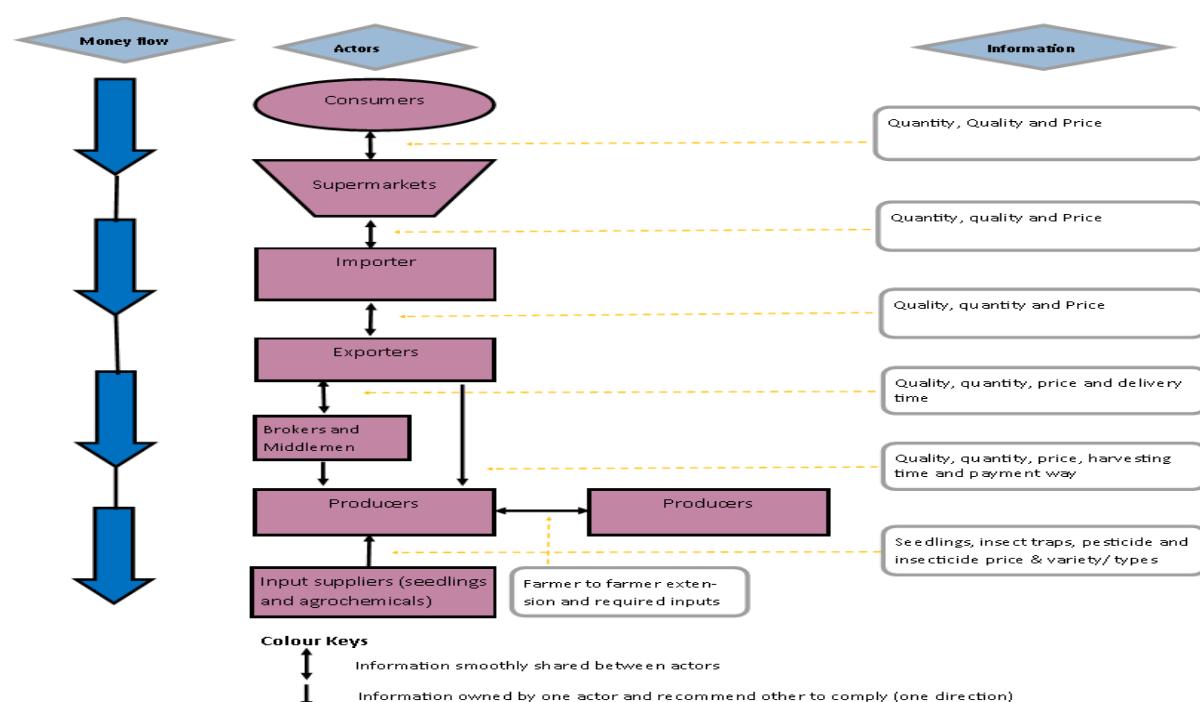 Money flow
Actors
Information
Consumers
Quantity, Quality and Price
Supermarkets
Quantity, quality and Price
Importer
Quality, quantity and Price
Exporters
Quality, quantity, price and delivery
time
Brokers and
Middlemen
Quality, quantity, price, harvesting
time and payment way
Producers
Producers
Seedlings, insect traps, pesticide and
insecticide price & variety/ types
Input suppliers (seedlings
and agrochemicals)
Farmer to farmer exten-
sion and required inputs
Colour Keys
Information smoothly shared between actors
Information owned by one actor and recommend other to comply (one direction)